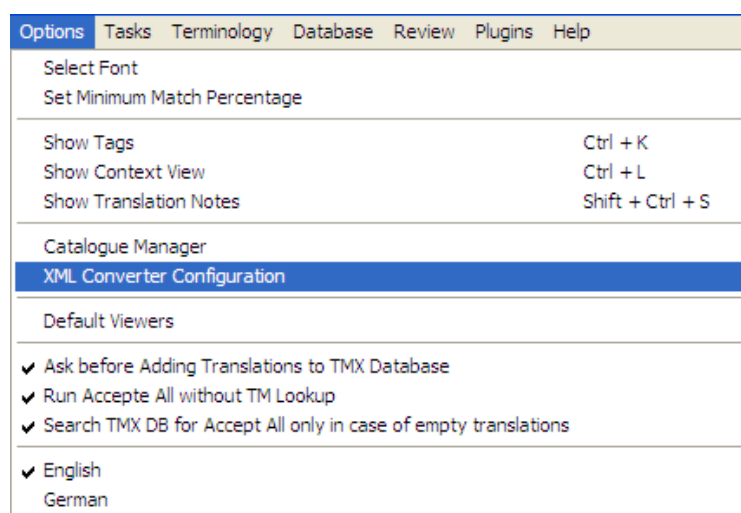 Options Tasks Terminology Database Review Plugins Help
Select Font
Set Minimum Match Percentage
Show Tags Ctrl + K
Show Context View Ctrl + L
Show Translation Notes Shift + Ctrl + S
Catalogue Manager
XML Converter Configuration
Default Viewers
Ask before Adding Translations to TMX Database
Run Accepte All without TM Lookup
Search TMX DB for Accept All only in case of empty translations
English
German